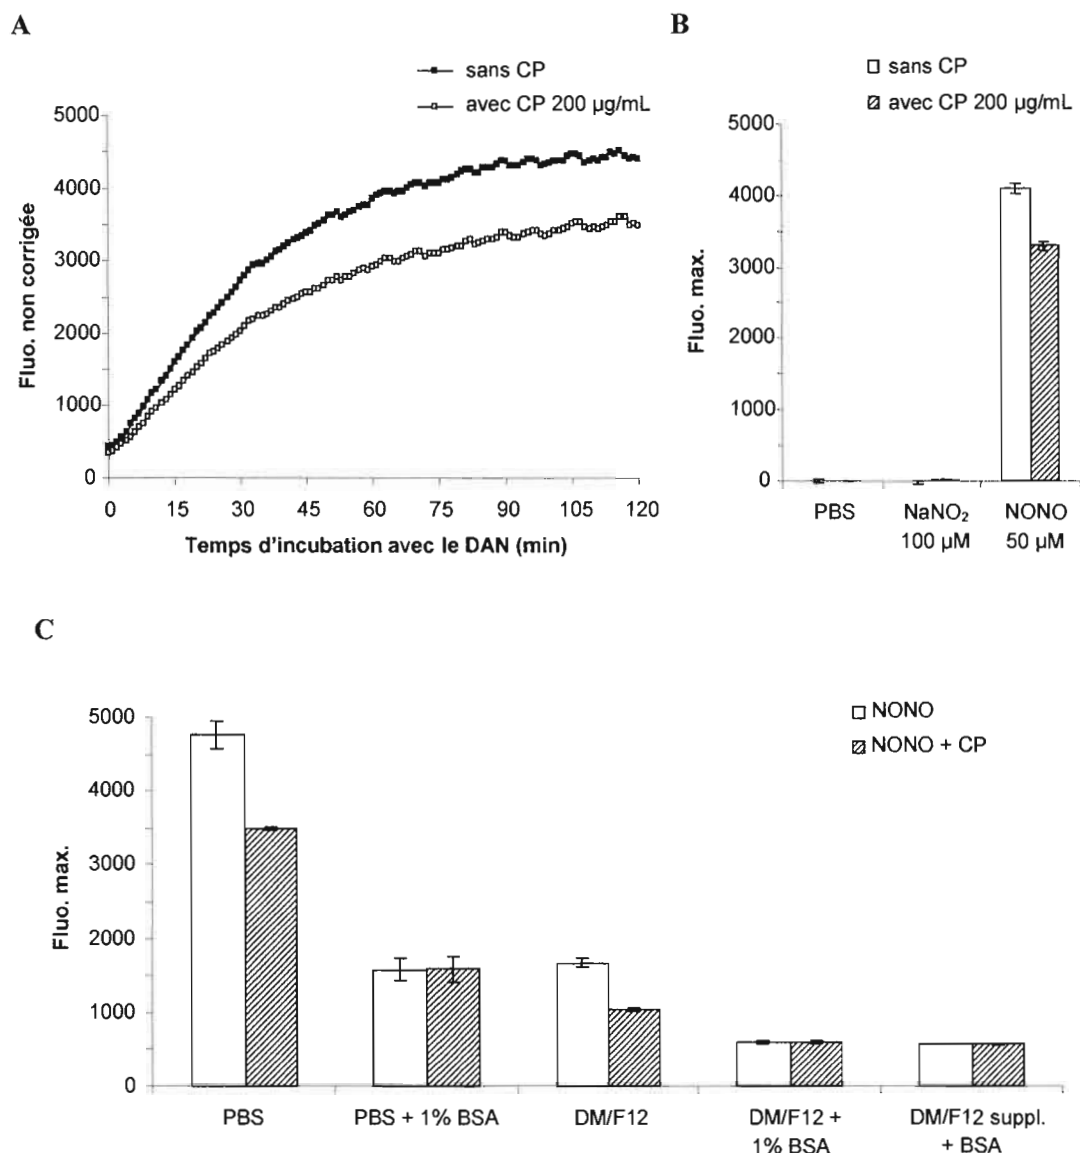 A
sans CP
avec CP 200 µg/mL
5000
4000
3000
2000
1000
0
Fluo. non corrigée
0 15 30 45 60 75 90 105 120
Temps d'incubation avec le DAN (min)
B
sans CP
avec CP 200 µg/mL
5000
4000
3000
2000
1000
0
Fluo. max.
PBS NaNO₂ NONO
100 µM 50 µM
C
NONO
NONO + CP
5000
4000
3000
2000
1000
0
Fluo. max.
PBS PBS + 1% BSA DM/F12 DM/F12 + DM/F12 suppl.
1% BSA + BSA